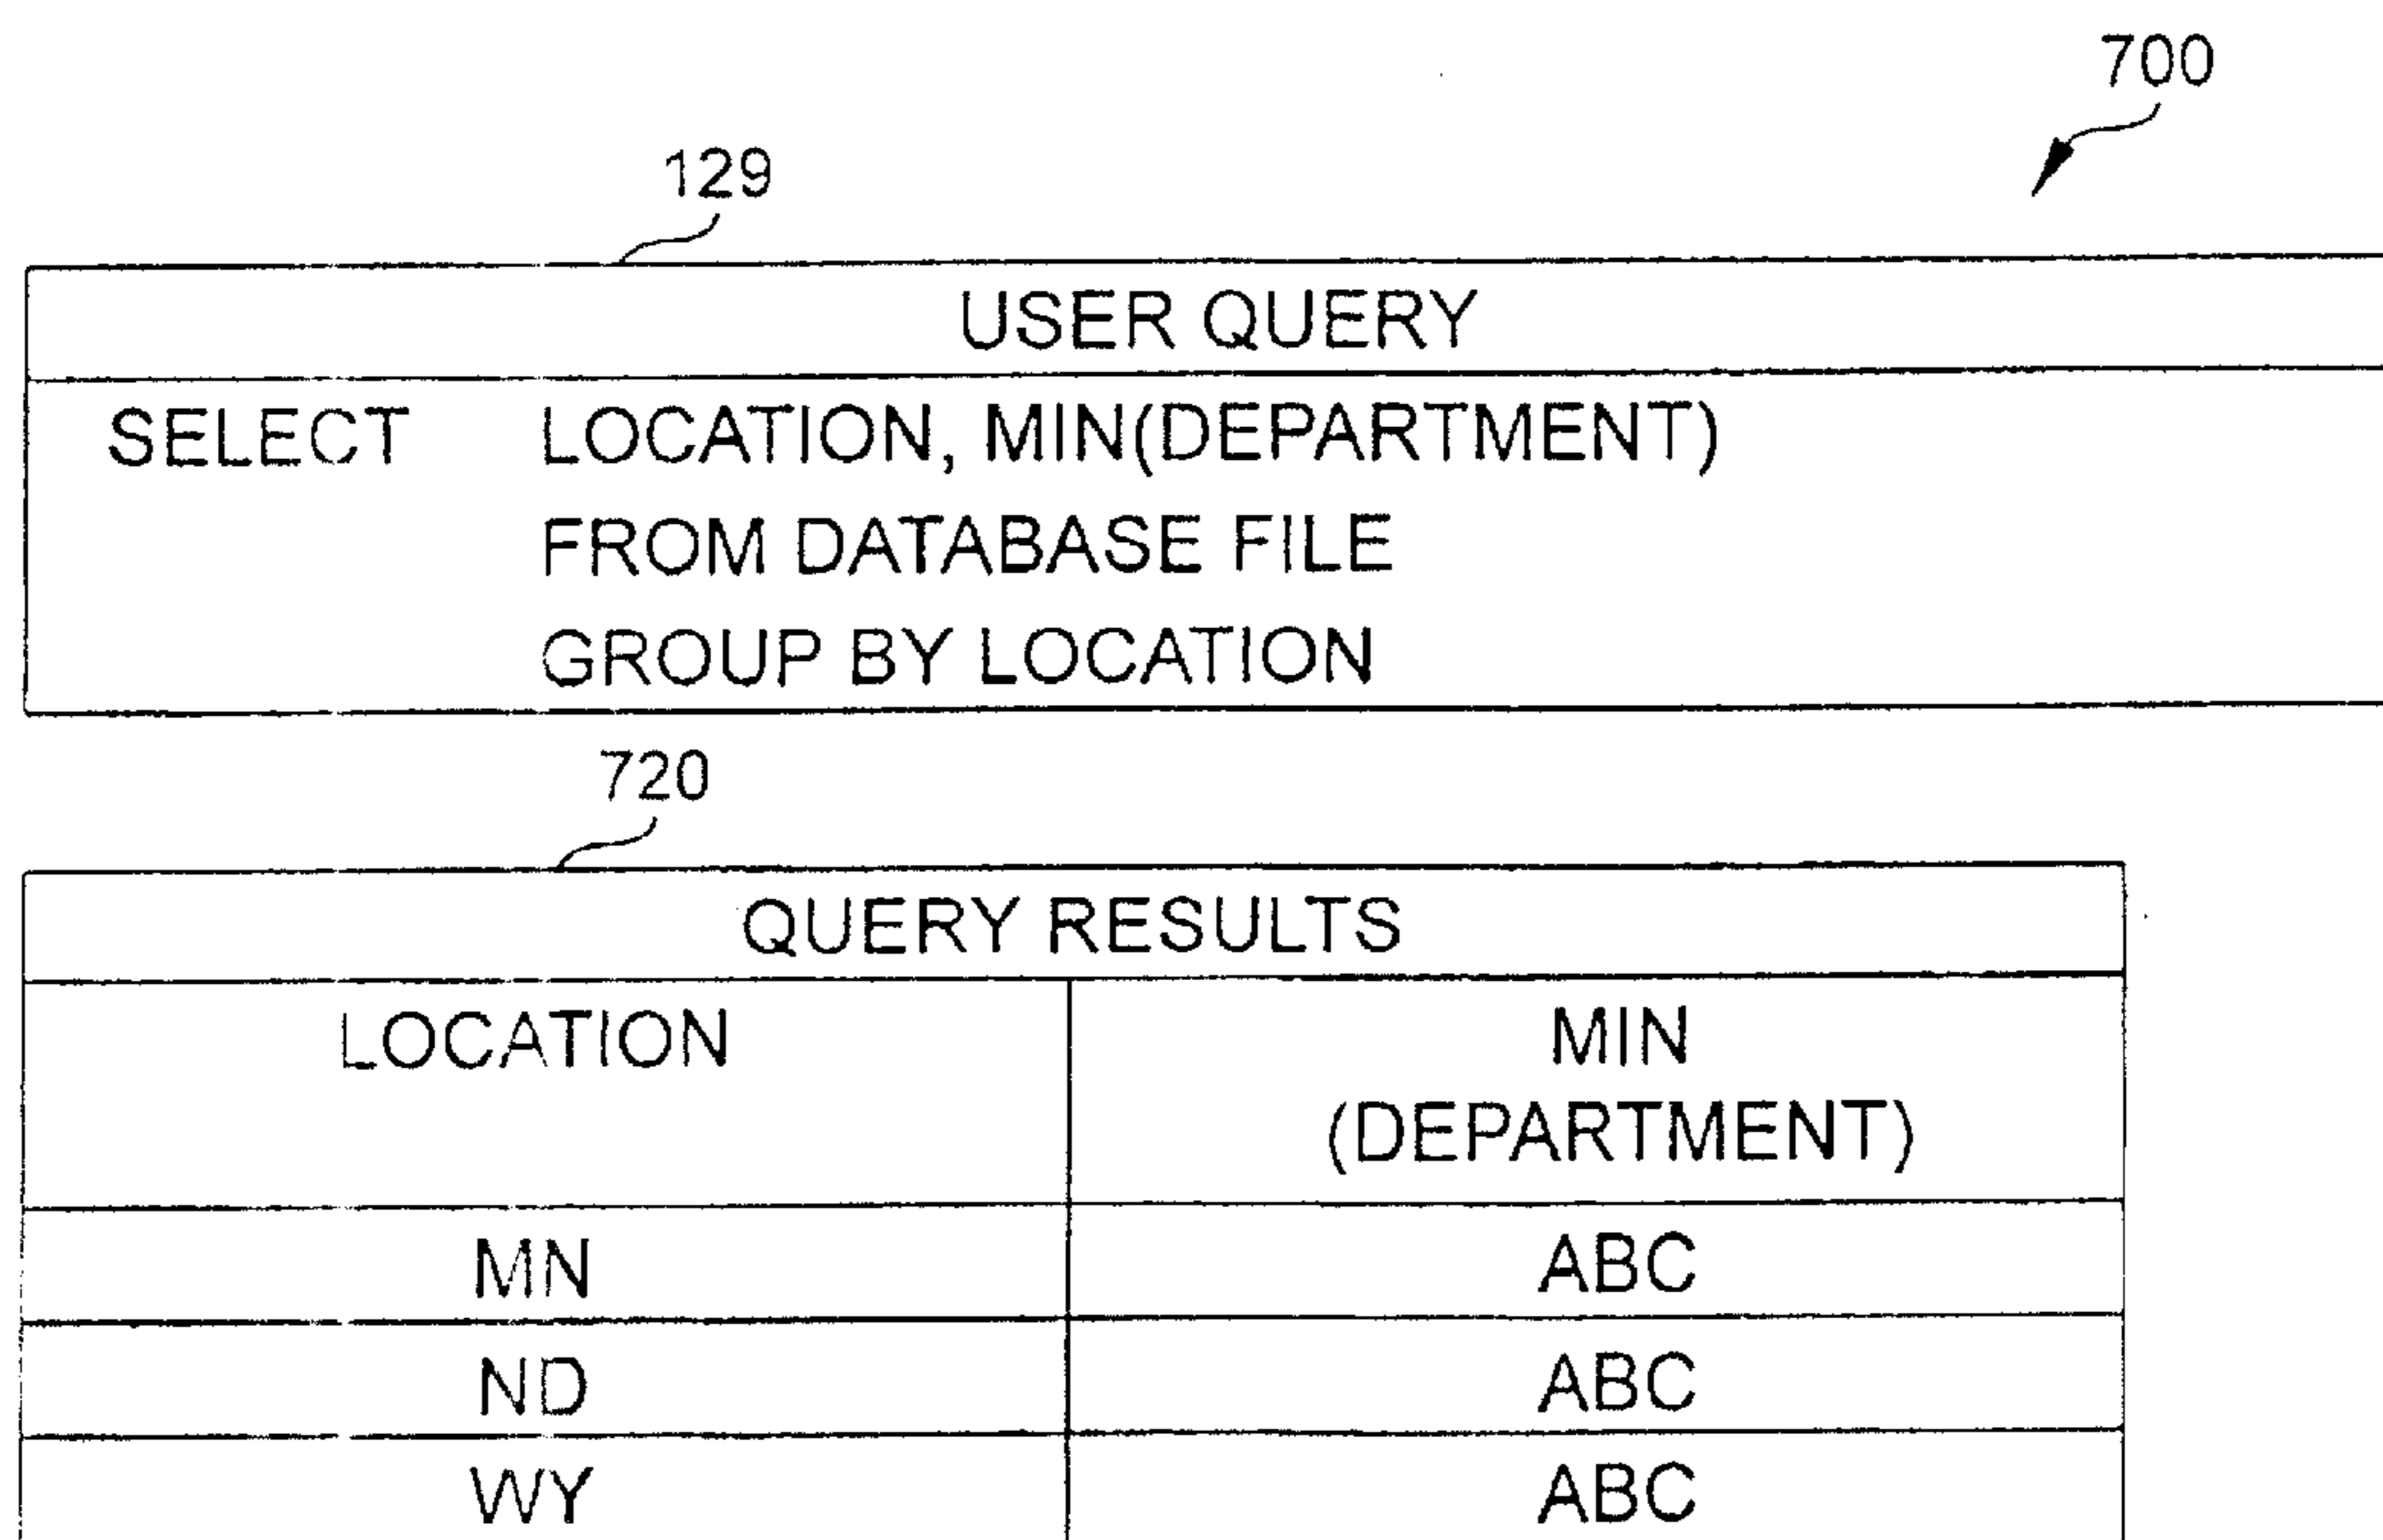 700
129
USER QUERY
SELECT LOCATION, MIN(DEPARTMENT)
FROM DATABASE FILE
GROUP BY LOCATION
720
QUERY RESULTS
LOCATION MIN
(DEPARTMENT)
MN ABC
ND ABC
WY ABC